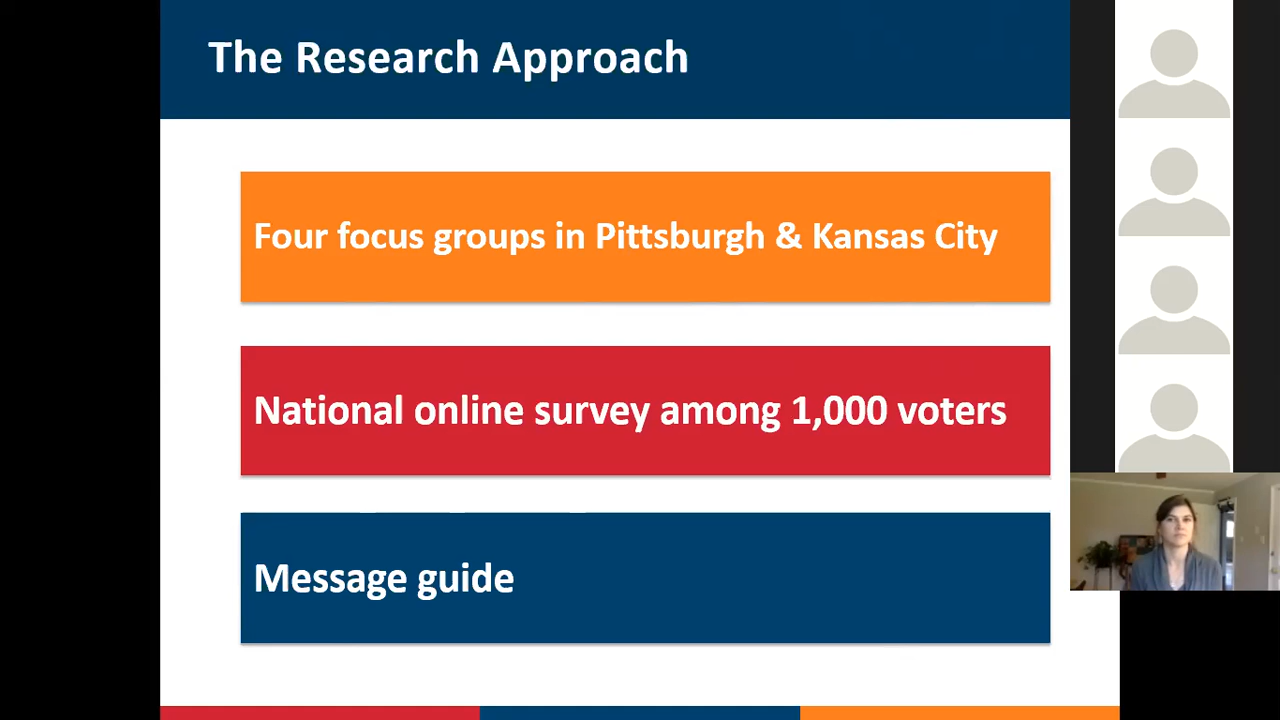 The Research Approach
Four focus groups in Pittsburgh & Kansas City
National online survey among 1,000 voters
Message guide